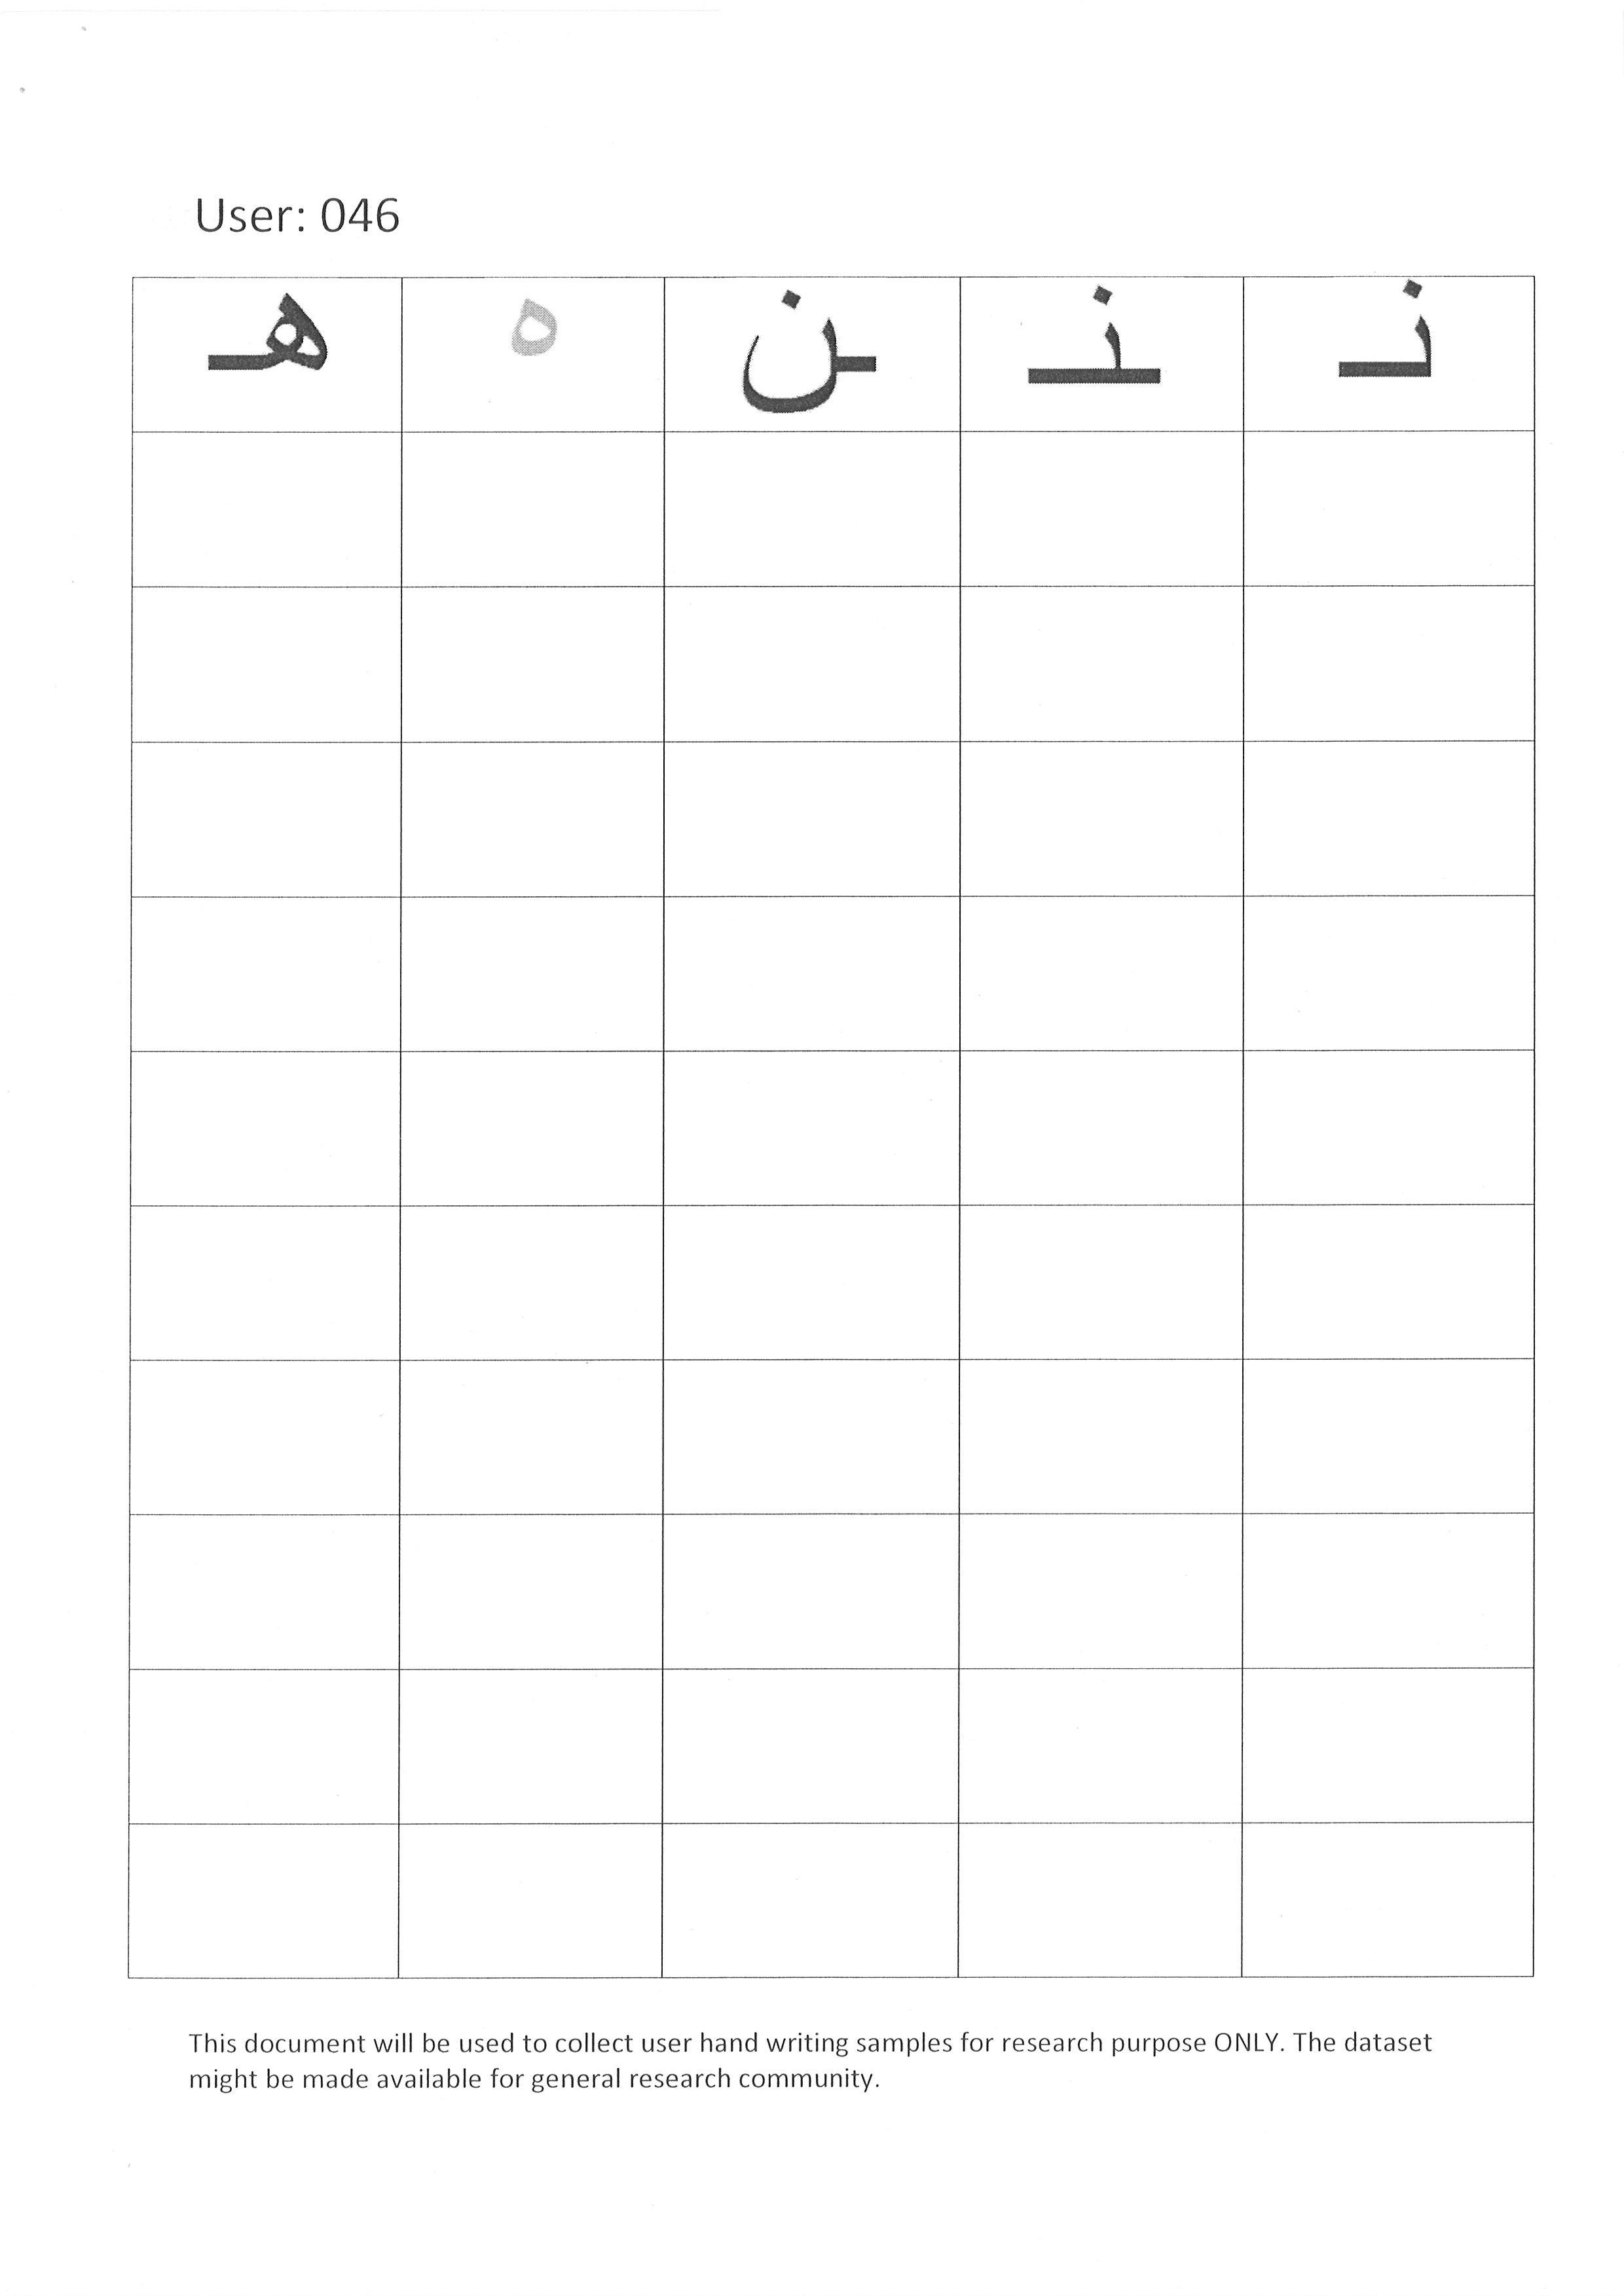 User: 046
نـ ـنـ ـن ه هـ
This document will be used to collect user hand writing samples for research purpose ONLY. The dataset
might be made available for general research community.